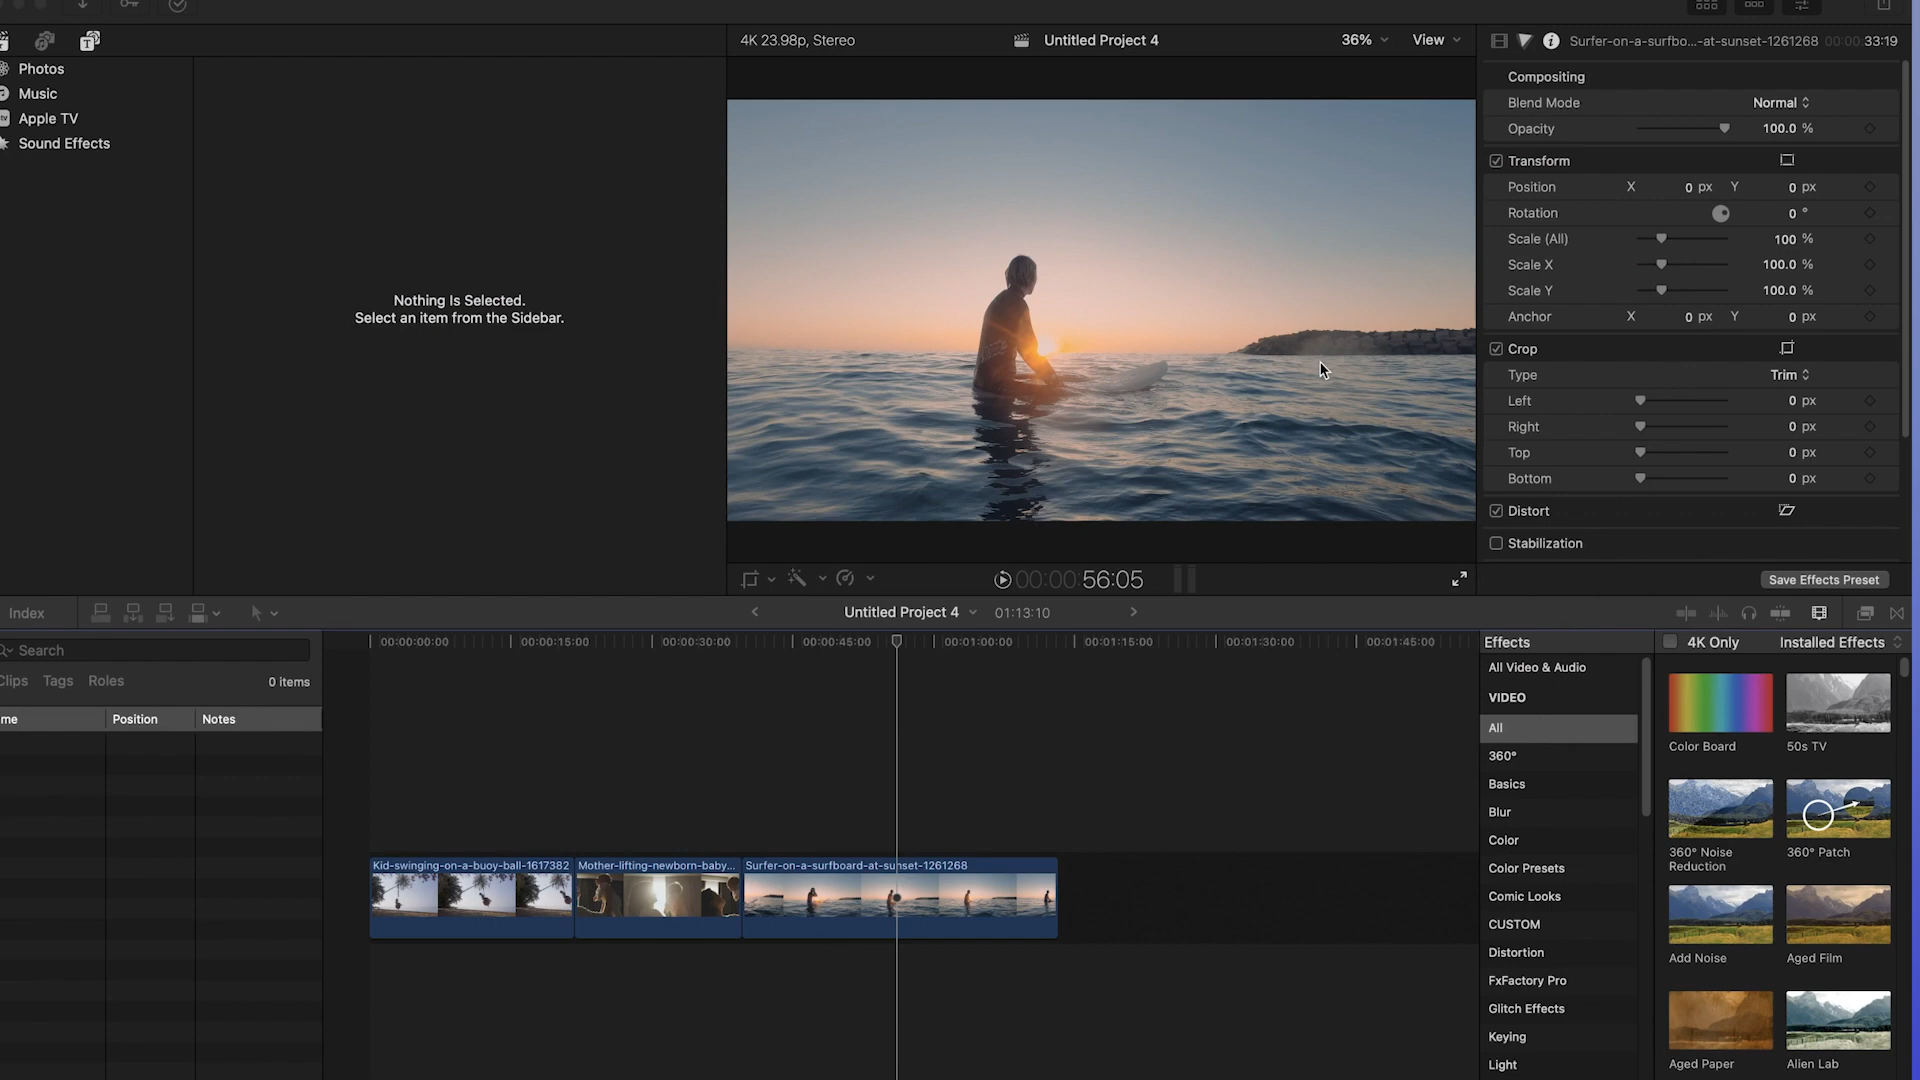 4K 23.98p, Stereo
Untitled Project 4
36%
View
Surfer-on-a-surfbo...-at-sunset-1261268
00:00:33:19
Photos
Music
Apple TV
Sound Effects
Nothing Is Selected.
Select an item from the Sidebar.
Compositing
Blend Mode Normal
Opacity 100.0 %
Transform
Position X 0 px Y 0 px
Rotation 0 °
Scale (All) 100 %
Scale X 100.0 %
Scale Y 100.0 %
Anchor X 0 px Y 0 px
Crop
Type Trim
Left 0 px
Right 0 px
Top 0 px
Bottom 0 px
Distort
Stabilization
Save Effects Preset
00:00:56:05
Index
Untitled Project 4
01:13:10
Search
Clips Tags Roles 0 items
me Position Notes
00:00:00:00 00:00:15:00 00:00:30:00 00:00:45:00 00:01:00:00 00:01:15:00 00:01:30:00 00:01:45:00
Kid-swinging-on-a-buoy-ball-1617382
Mother-lifting-newborn-baby...
Surfer-on-a-surfboard-at-sunset-1261268
Effects
4K Only
Installed Effects
All Video & Audio
VIDEO
All
360°
Basics
Blur
Color
Color Presets
Comic Looks
CUSTOM
Distortion
FxFactory Pro
Glitch Effects
Keying
Light
Color Board
50s TV
360° Noise
Reduction
360° Patch
Add Noise
Aged Film
Aged Paper
Alien Lab